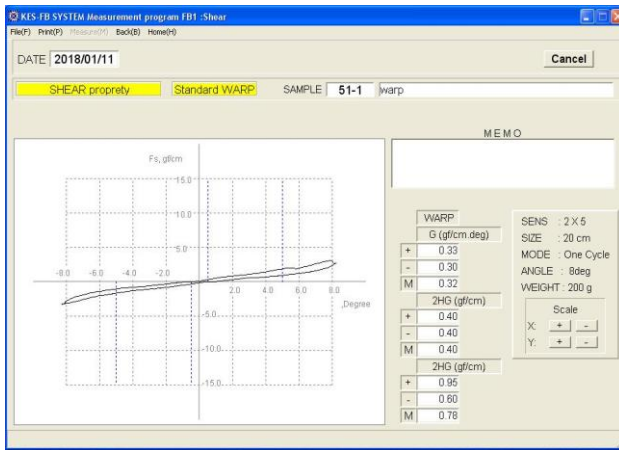 KES-FB SYSTEM Measurement program FB1 :Shear
File(F) Print(P) Measure(M) Back(B) Home(H)
DATE 2018/01/11
Cancel
SHEAR proprety Standard WARP SAMPLE 51-1 warp
Fs, gf/cm
15.0
10.0
5.0
-8.0 -6.0 -4.0 -2.0
2.0 4.0 6.0 8.0
,Degree
-5.0
-10.0
-15.0
MEMO
WARP
G (gf/cm.deg)
+ 0.33
- 0.30
M 0.32
2HG (gf/cm)
+ 0.40
- 0.40
M 0.40
2HG (gf/cm)
+ 0.95
- 0.60
M 0.78
SENS : 2 X 5
SIZE : 20 cm
MODE : One Cycle
ANGLE : 8deg
WEIGHT : 200 g
Scale
X: + -
Y: + -